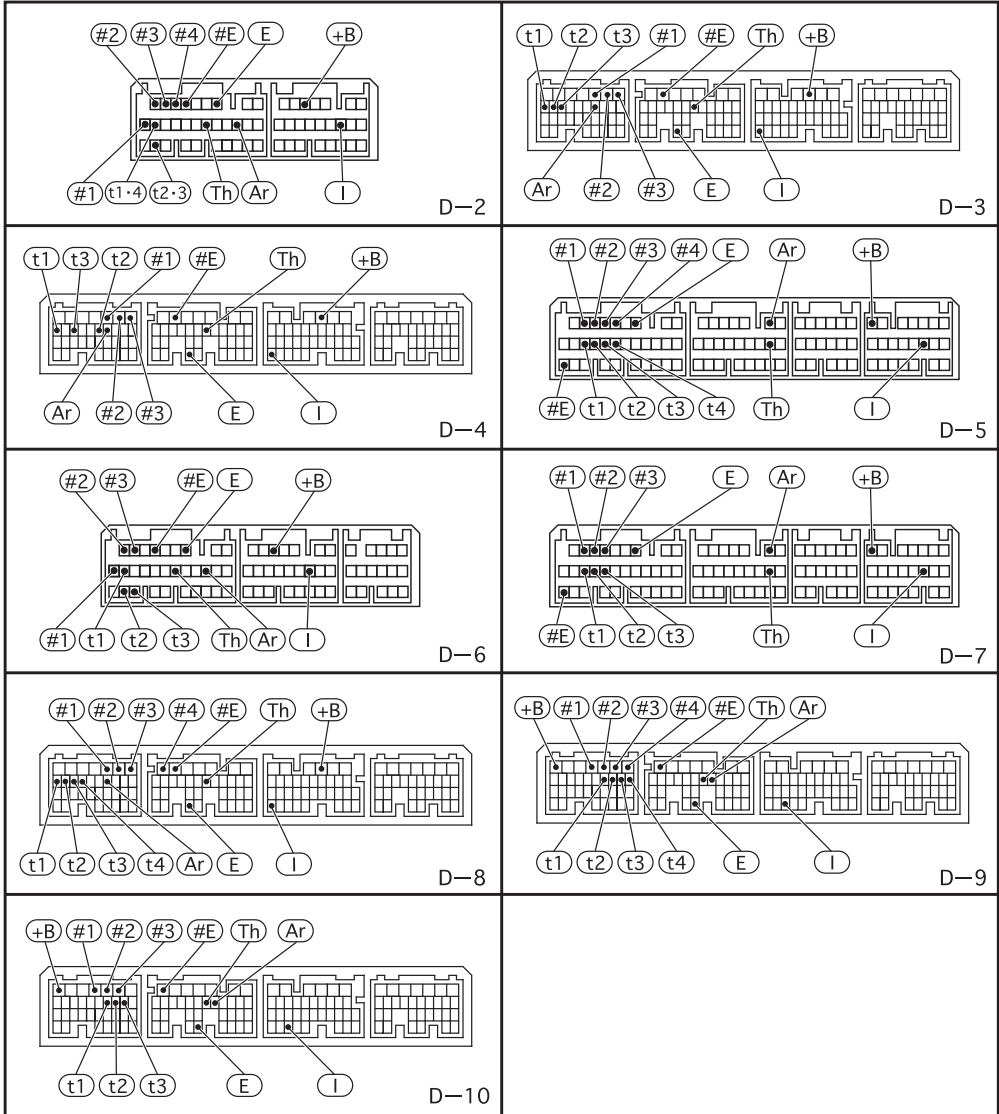 #2 #3 #4 #E E +B
#1 t1·4 t2·3 Th Ar I
D—2
t1 t2 t3 #1 #E Th +B
Ar #2 #3 E I
D—3
t1 t3 t2 #1 #E Th +B
Ar #2 #3 E I
D—4
#1 #2 #3 #4 E Ar +B
#E t1 t2 t3 t4 Th I
D—5
#2 #3 #E E +B
#1 t1 t2 t3 Th Ar I
D—6
#1 #2 #3 E Ar +B
#E t1 t2 t3 Th I
D—7
#1 #2 #3 #4 #E Th +B
t1 t2 t3 t4 Ar E I
D—8
+B #1 #2 #3 #4 #E Th Ar
t1 t2 t3 t4 E I
D—9
+B #1 #2 #3 #E Th Ar
t1 t2 t3 E I
D—10